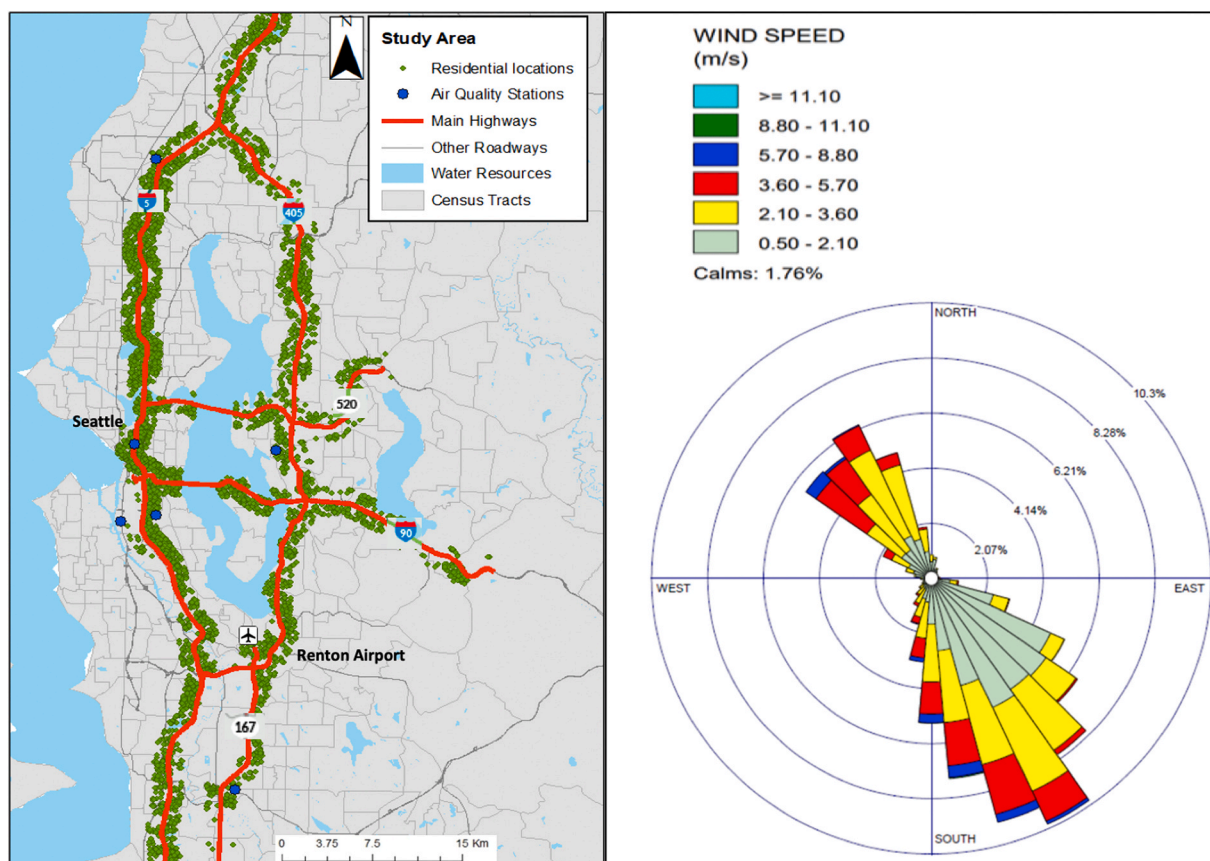 N
Study Area
Residential locations
Air Quality Stations
Main Highways
Other Roadways
Water Resources
Census Tracts
5
405
520
Seattle
90
Renton Airport
167
0 3.75 7.5 15 Km
WIND SPEED
(m/s)
>= 11.10
8.80 - 11.10
5.70 - 8.80
3.60 - 5.70
2.10 - 3.60
0.50 - 2.10
Calms: 1.76%
NORTH
10.3%
8.28%
6.21%
4.14%
2.07%
WEST
EAST
SOUTH